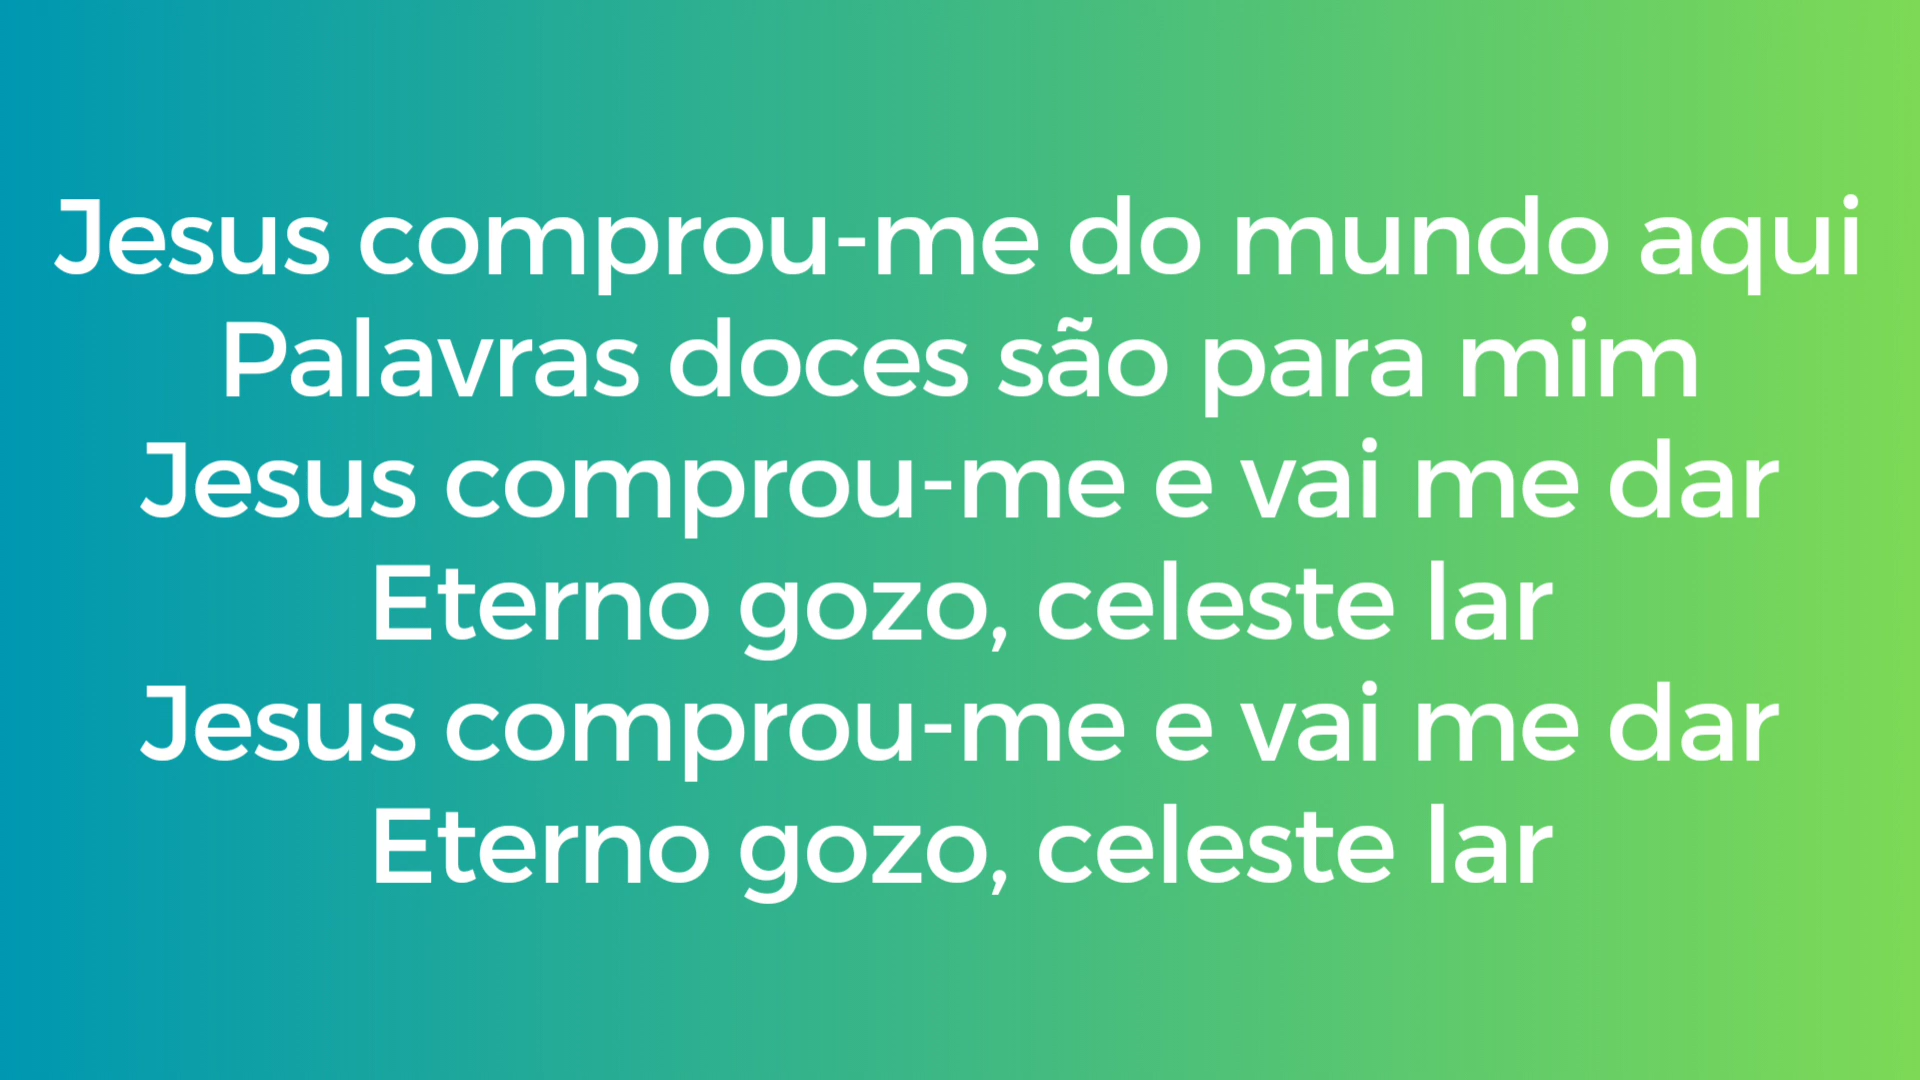 Jesus comprou-me do mundo aqui
Palavras doces são para mim
Jesus comprou-me e vai me dar
Eterno gozo, celeste lar
Jesus comprou-me e vai me dar
Eterno gozo, celeste lar